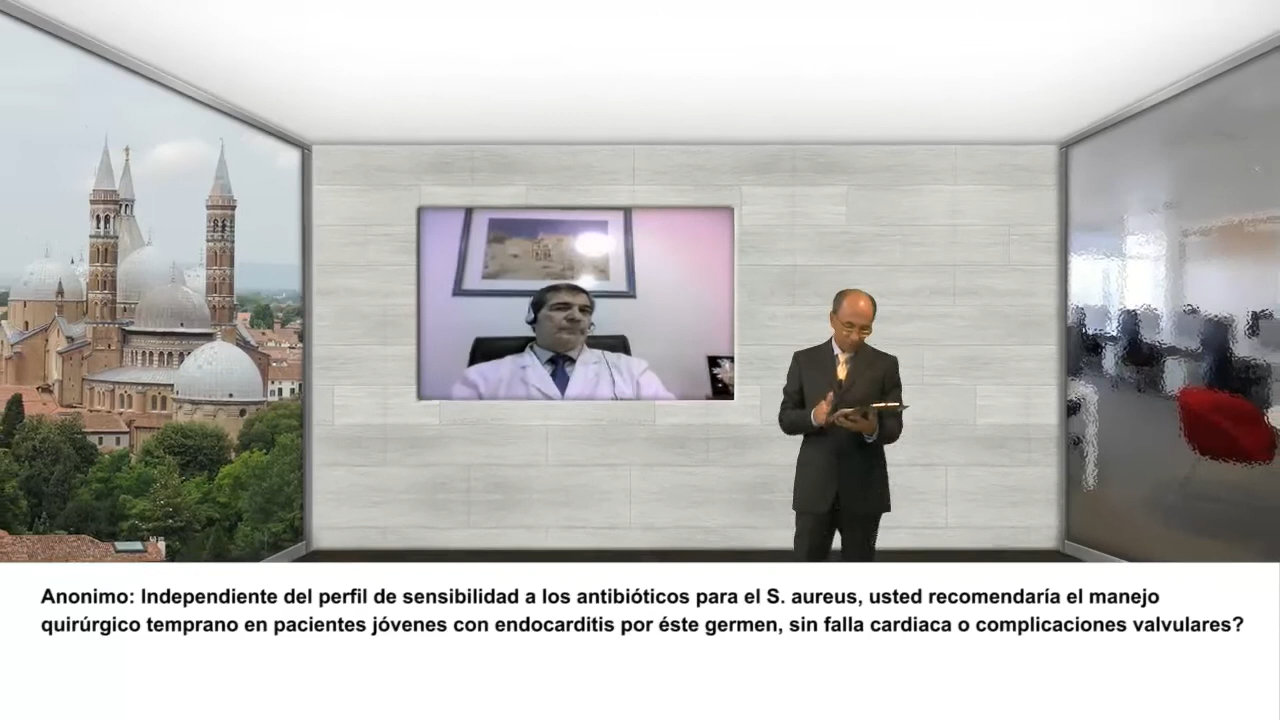 Anonimo: Independiente del perfil de sensibilidad a los antibióticos para el S. aureus, usted recomendaría el manejo
quirúrgico temprano en pacientes jóvenes con endocarditis por éste germen, sin falla cardiaca o complicaciones valvulares?